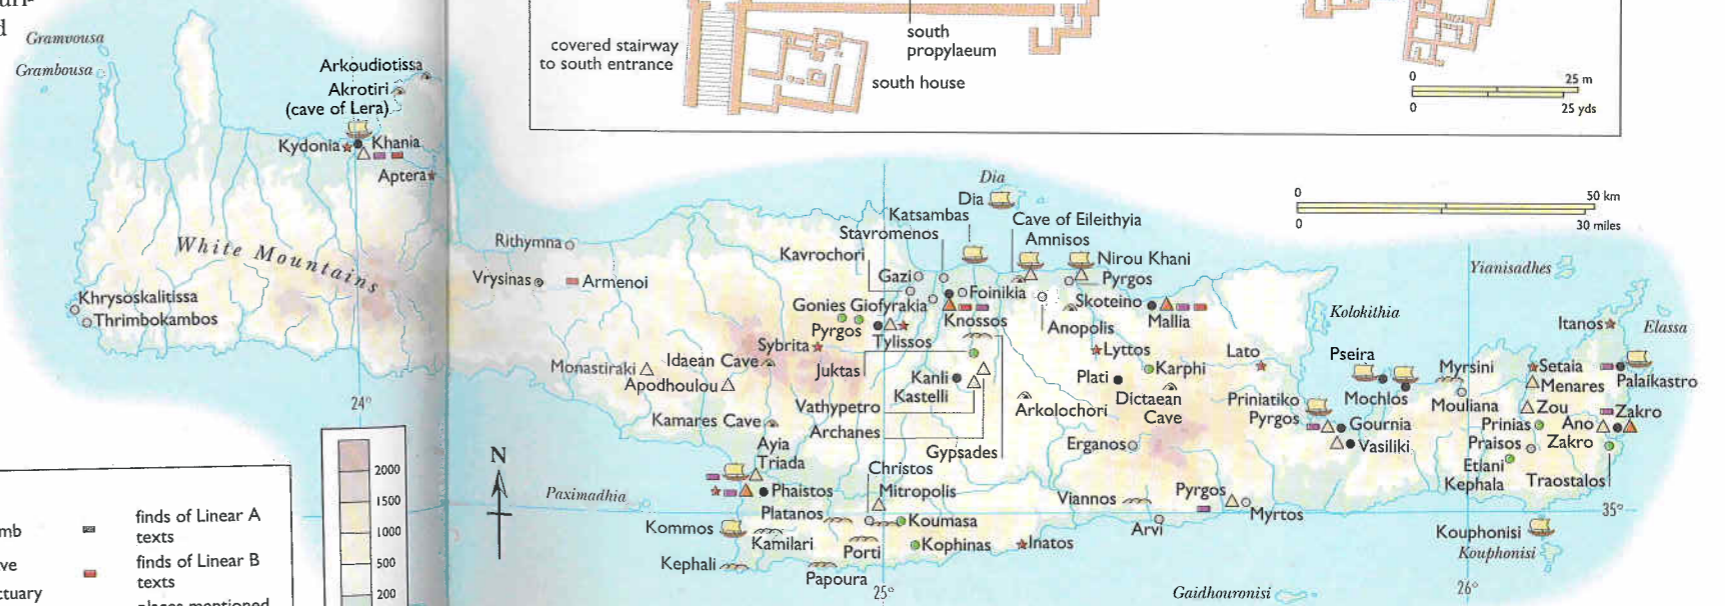 d
Gramvousa
Grambousa
Arkoudiotissa
Akrotiri
(cave of Lera)
Kydonia
Khania
Aptera
White Mountains
Khrysoskalitissa
Thrimbokambos
24°
covered stairway
to south entrance
south
propylaeum
south house
0
25 m
0
25 yds
0
50 km
0
30 miles
Dia
Dia
Katsambas
Stavromenos
Cave of Eileithyia
Amnisos
Kavrochori
Nirou Khani
Rithymna
Gazi
Pyrgos
Vrysinas
Armenoi
Gonies
Giofyrakia
Foinikia
Skoteino
Pyrgos
Knossos
Anopolis
Mallia
Tylissos
Sybrita
Lyttos
Lato
Monastiraki
Idaean Cave
Juktas
Karphi
Apodhoulou
Kanli
Kastelli
Plati
Dictaean
Cave
Vathypetro
Arkolochori
Kamares Cave
Archanes
Erganos
Ayia
Triada
Gypsades
Christos
Phaistos
Mitropolis
Viannos
Pyrgos
Myrtos
Paximadhia
Platanos
Koumasa
Arvi
Kommos
Kamilari
Porti
Kophinas
Inatos
Kephali
Papoura
25°
Gaidhouronisi
Yianisadhes
Kolokithia
Itanos
Elassa
Pseira
Myrsini
Setaia
Menares
Palaikastro
Mochlos
Priniatiko
Pyrgos
Mouliana
Zou
Zakro
Gournia
Prinias
Ano
Zakro
Vasiliki
Praisos
Etlani
Kephala
Traostalos
35°
Kouphonisi
Kouphonisi
26°
N
2000
1500
1000
500
200
mb
ve
ctuary
finds of Linear A
texts
finds of Linear B
texts
places mentioned